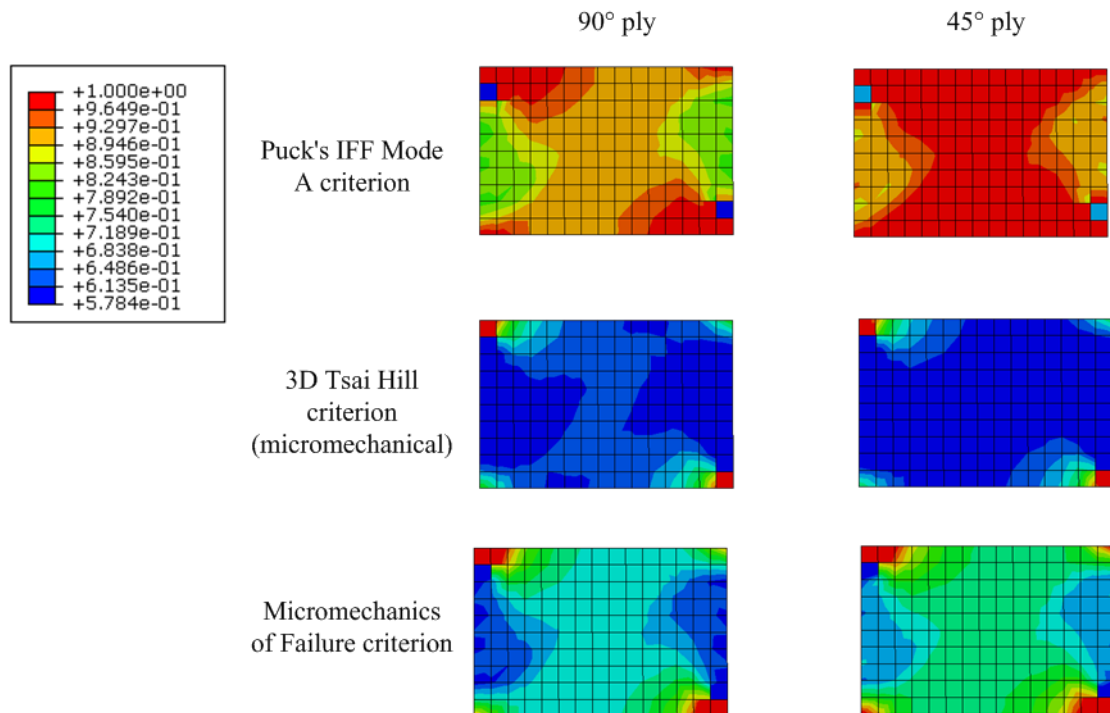 90° ply
45° ply
+1.000e+00
+9.649e-01
+9.297e-01
+8.946e-01
+8.595e-01
+8.243e-01
+7.892e-01
+7.540e-01
+7.189e-01
+6.838e-01
+6.486e-01
+6.135e-01
+5.784e-01
Puck's IFF Mode
A criterion
3D Tsai Hill
criterion
(micromechanical)
Micromechanics
of Failure criterion